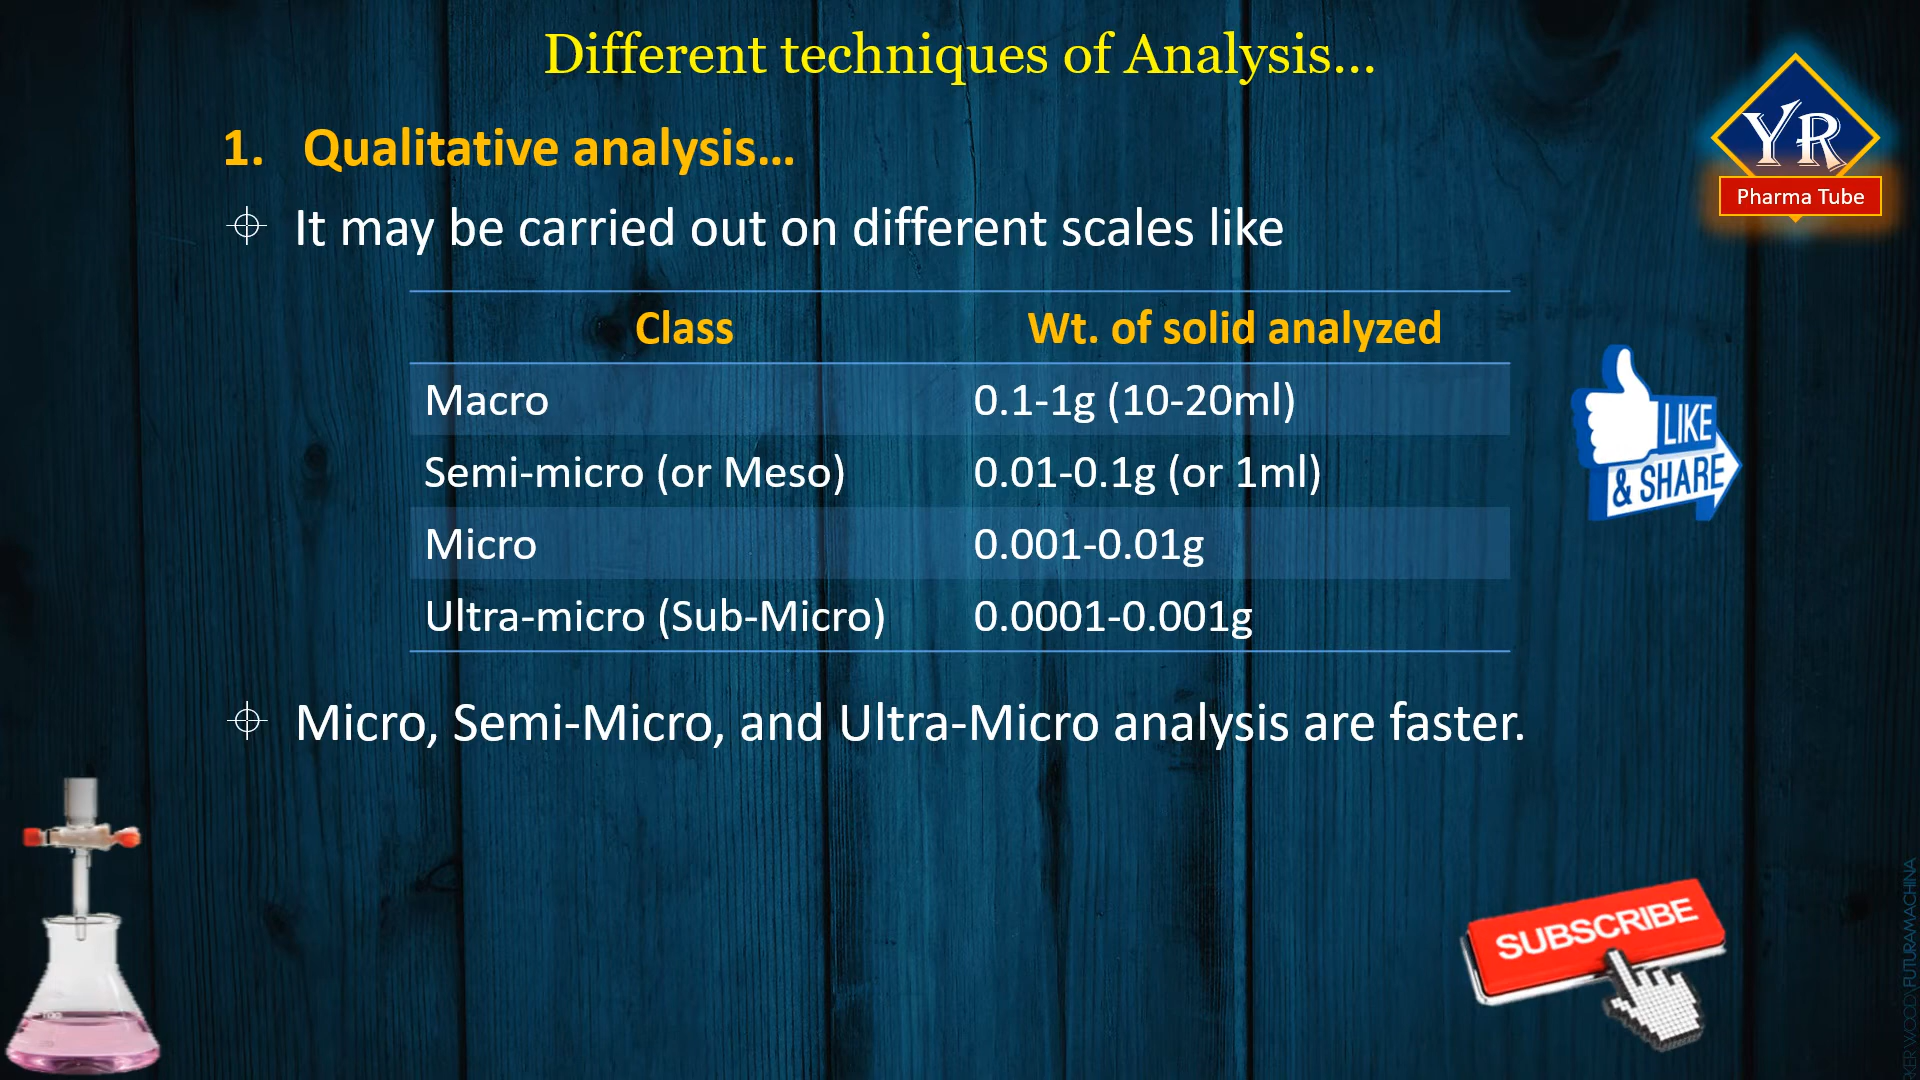 Different techniques of Analysis...
YR
Pharma Tube
1. Qualitative analysis...
It may be carried out on different scales like
Class Wt. of solid analyzed
Macro 0.1-1g (10-20ml)
Semi-micro (or Meso) 0.01-0.1g (or 1ml)
Micro 0.001-0.01g
Ultra-micro (Sub-Micro) 0.0001-0.001g
LIKE
& SHARE
Micro, Semi-Micro, and Ultra-Micro analysis are faster.
SUBSCRIBE
WOOD\FUTURAMACHINA